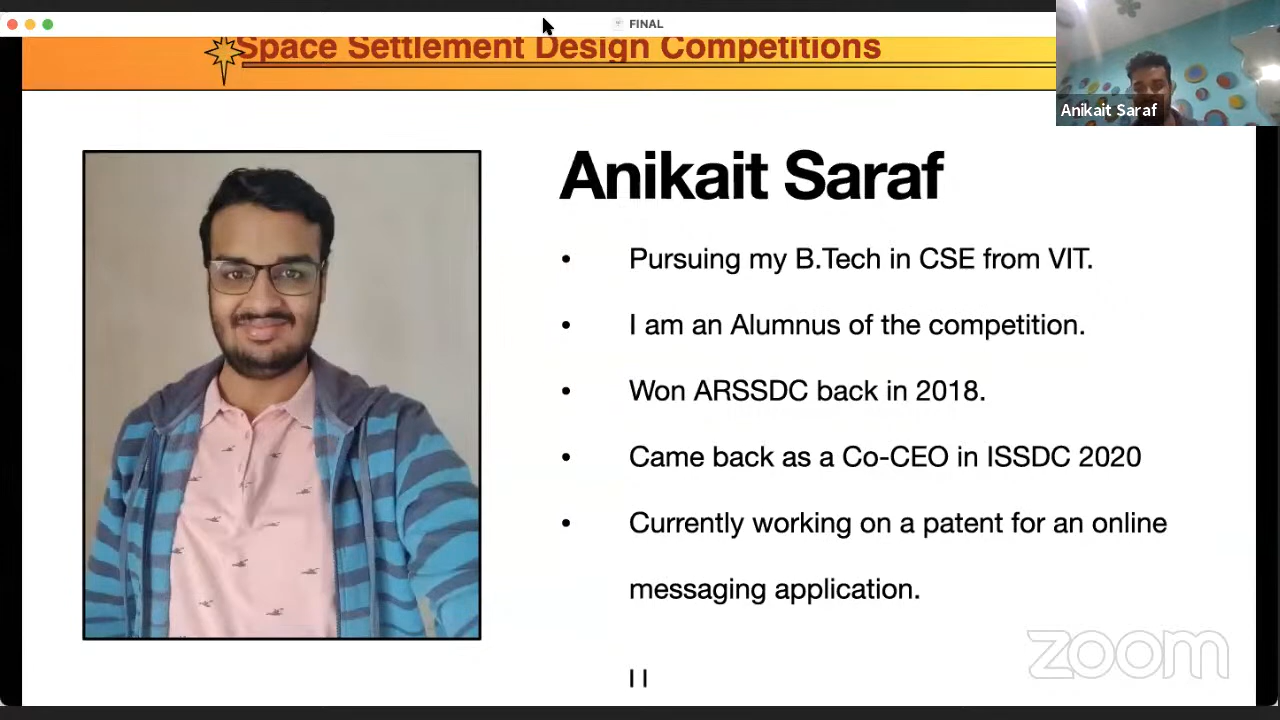 FINAL
Space Settlement Design Competitions
Anikait Saraf
Anikait Saraf
• Pursuing my B.Tech in CSE from VIT.
• I am an Alumnus of the competition.
• Won ARSSDC back in 2018.
• Came back as a Co-CEO in ISSDC 2020
• Currently working on a patent for an online
messaging application.
zoom
11